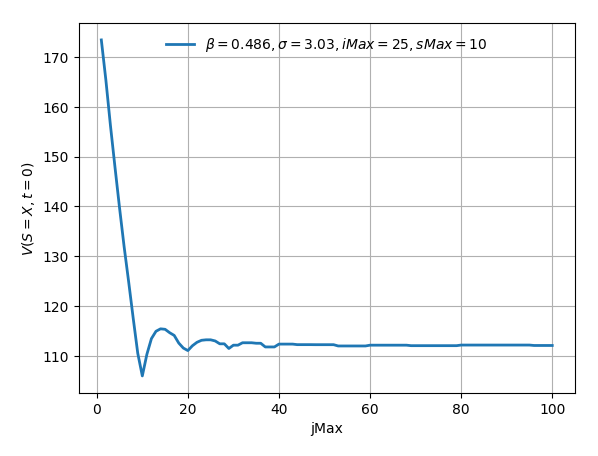 β = 0.486, σ = 3.03, iMax = 25, sMax = 10
170
160
150
140
130
120
110
V(S = X, t = 0)
0 20 40 60 80 100
jMax